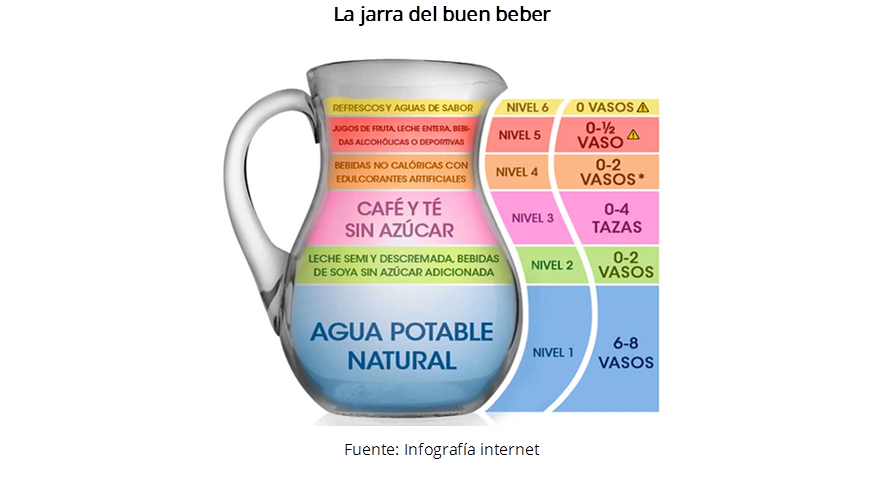 La jarra del buen beber
REFRESCOS Y AGUAS DE SABOR
NIVEL 6
0 VASOS
JUGOS DE FRUTA, LECHE ENTERA, BEBI-
DAS ALCOHÓLICAS O DEPORTIVAS
NIVEL 5
0-½
VASO
BEBIDAS NO CALÓRICAS CON
EDULCORANTES ARTIFICIALES
NIVEL 4
0-2
VASOS*
CAFÉ Y TÉ
SIN AZÚCAR
NIVEL 3
0-4
TAZAS
LECHE SEMI Y DESCREMADA, BEBIDAS
DE SOYA SIN AZÚCAR ADICIONADA
NIVEL 2
0-2
VASOS
AGUA POTABLE
NATURAL
NIVEL 1
6-8
VASOS
Fuente: Infografía internet